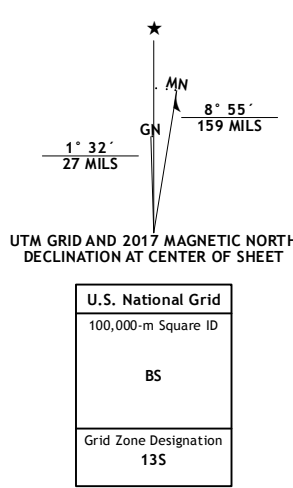 MN
8° 55´
159 MILS
GN
1° 32´
27 MILS
UTM GRID AND 2017 MAGNETIC NORTH
DECLINATION AT CENTER OF SHEET
U.S. National Grid
100,000-m Square ID
BS
Grid Zone Designation
13S